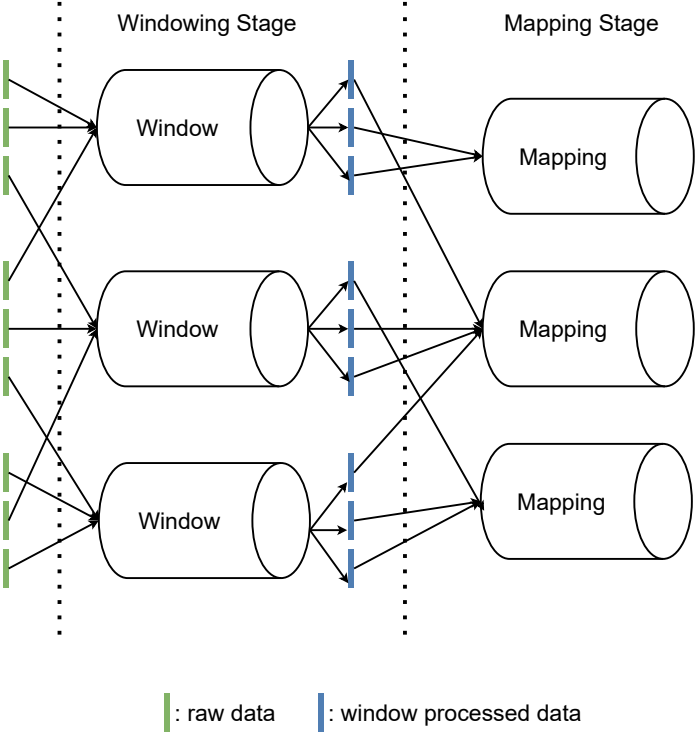 Windowing Stage
Mapping Stage
Window
Mapping
Window
Mapping
Window
Mapping
: raw data
: window processed data